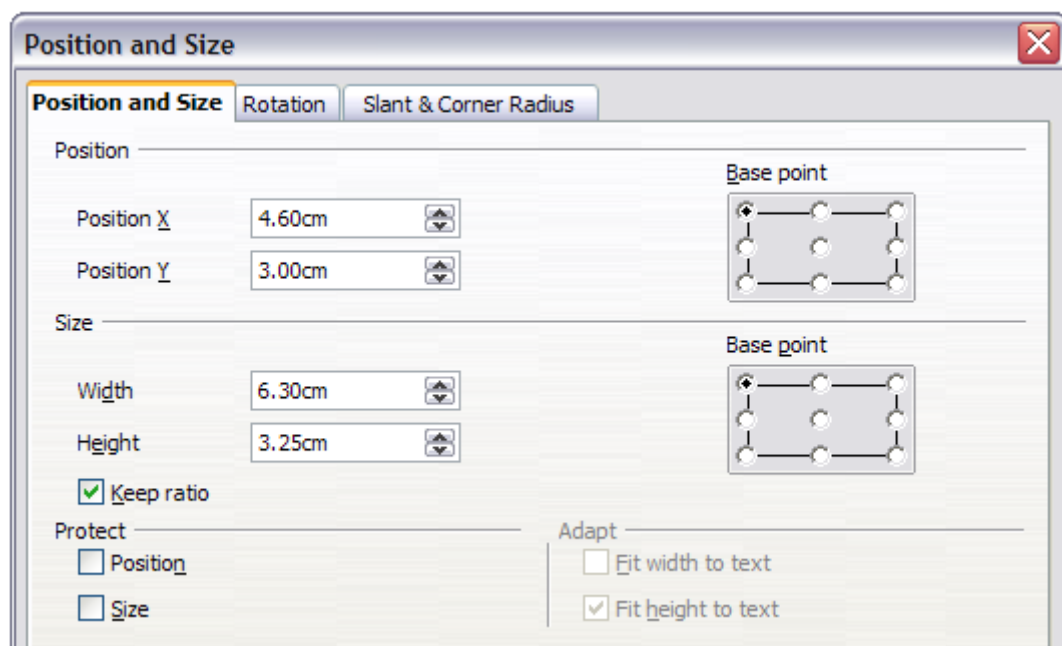 Position and Size
Position and Size Rotation Slant & Corner Radius
Position
Base point
Position X 4.60cm
Position Y 3.00cm
Size
Base point
Width 6.30cm
Height 3.25cm
Keep ratio
Protect Adapt
Position Fit width to text
Size Fit height to text